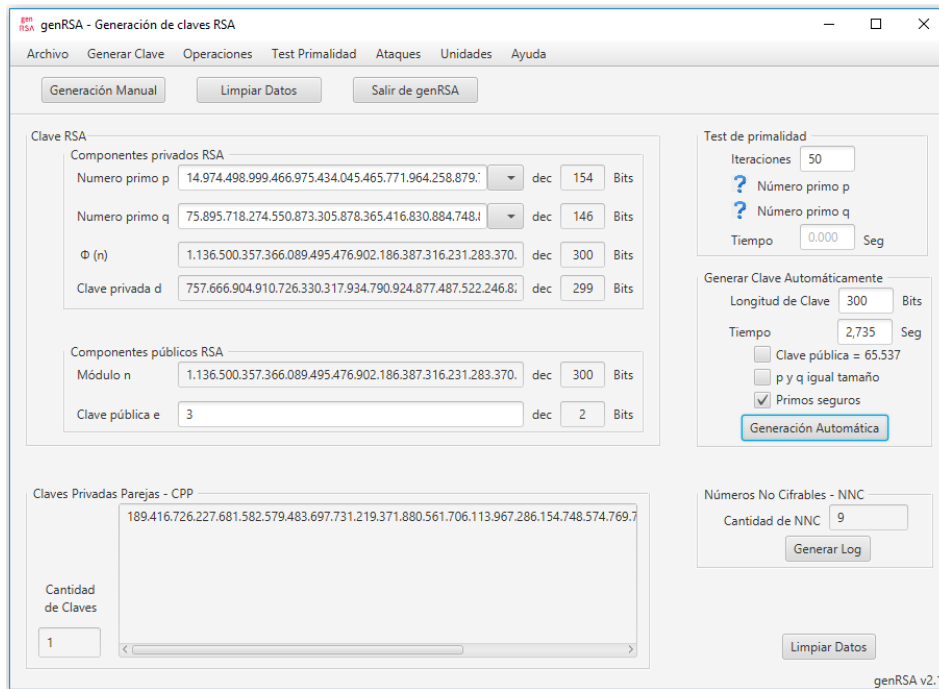 gen RSA genRSA - Generación de claves RSA
Archivo Generar Clave Operaciones Test Primalidad Ataques Unidades Ayuda
Generación Manual Limpiar Datos Salir de genRSA
Clave RSA
Componentes privados RSA
Numero primo p 14.974.498.999.466.975.434.045.465.771.964.258.879. dec 154 Bits
Numero primo q 75.895.718.274.550.873.305.878.365.416.830.884.748. dec 146 Bits
Φ (n) 1.136.500.357.366.089.495.476.902.186.387.316.231.283.370. dec 300 Bits
Clave privada d 757.666.904.910.726.330.317.934.790.924.877.487.522.246.82 dec 299 Bits
Componentes públicos RSA
Módulo n 1.136.500.357.366.089.495.476.902.186.387.316.231.283.370. dec 300 Bits
Clave pública e 3 dec 2 Bits
Test de primalidad
Iteraciones 50
? Número primo p
? Número primo q
Tiempo 0.000 Seg
Generar Clave Automáticamente
Longitud de Clave 300 Bits
Tiempo 2,735 Seg
Clave pública = 65.537
p y q igual tamaño
Primos seguros
Generación Automática
Claves Privadas Parejas - CPP
189.416.726.227.681.582.579.483.697.731.219.371.880.561.706.113.967.286.154.748.574.769.7
Cantidad
de Claves
1
Números No Cifrables - NNC
Cantidad de NNC 9
Generar Log
Limpiar Datos
genRSA v2.1